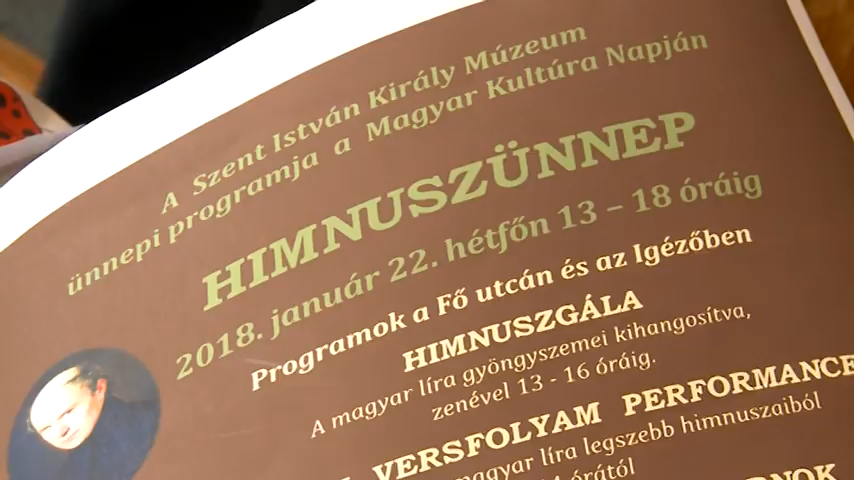 A Szent István Király Múzeum
ünnepi programja a Magyar Kultúra Napján
HIMNUSZÜNNEP
2018. január 22. hétfőn 13 – 18 óráig
Programok a Fő utcán és az Igézőben
HIMNUSZGÁLA
A magyar líra gyöngyszemei kihangosítva,
zenével 13 - 16 óráig.
VERSFOLYAM PERFORMANCE
magyar líra legszebb himnuszaiból
órától